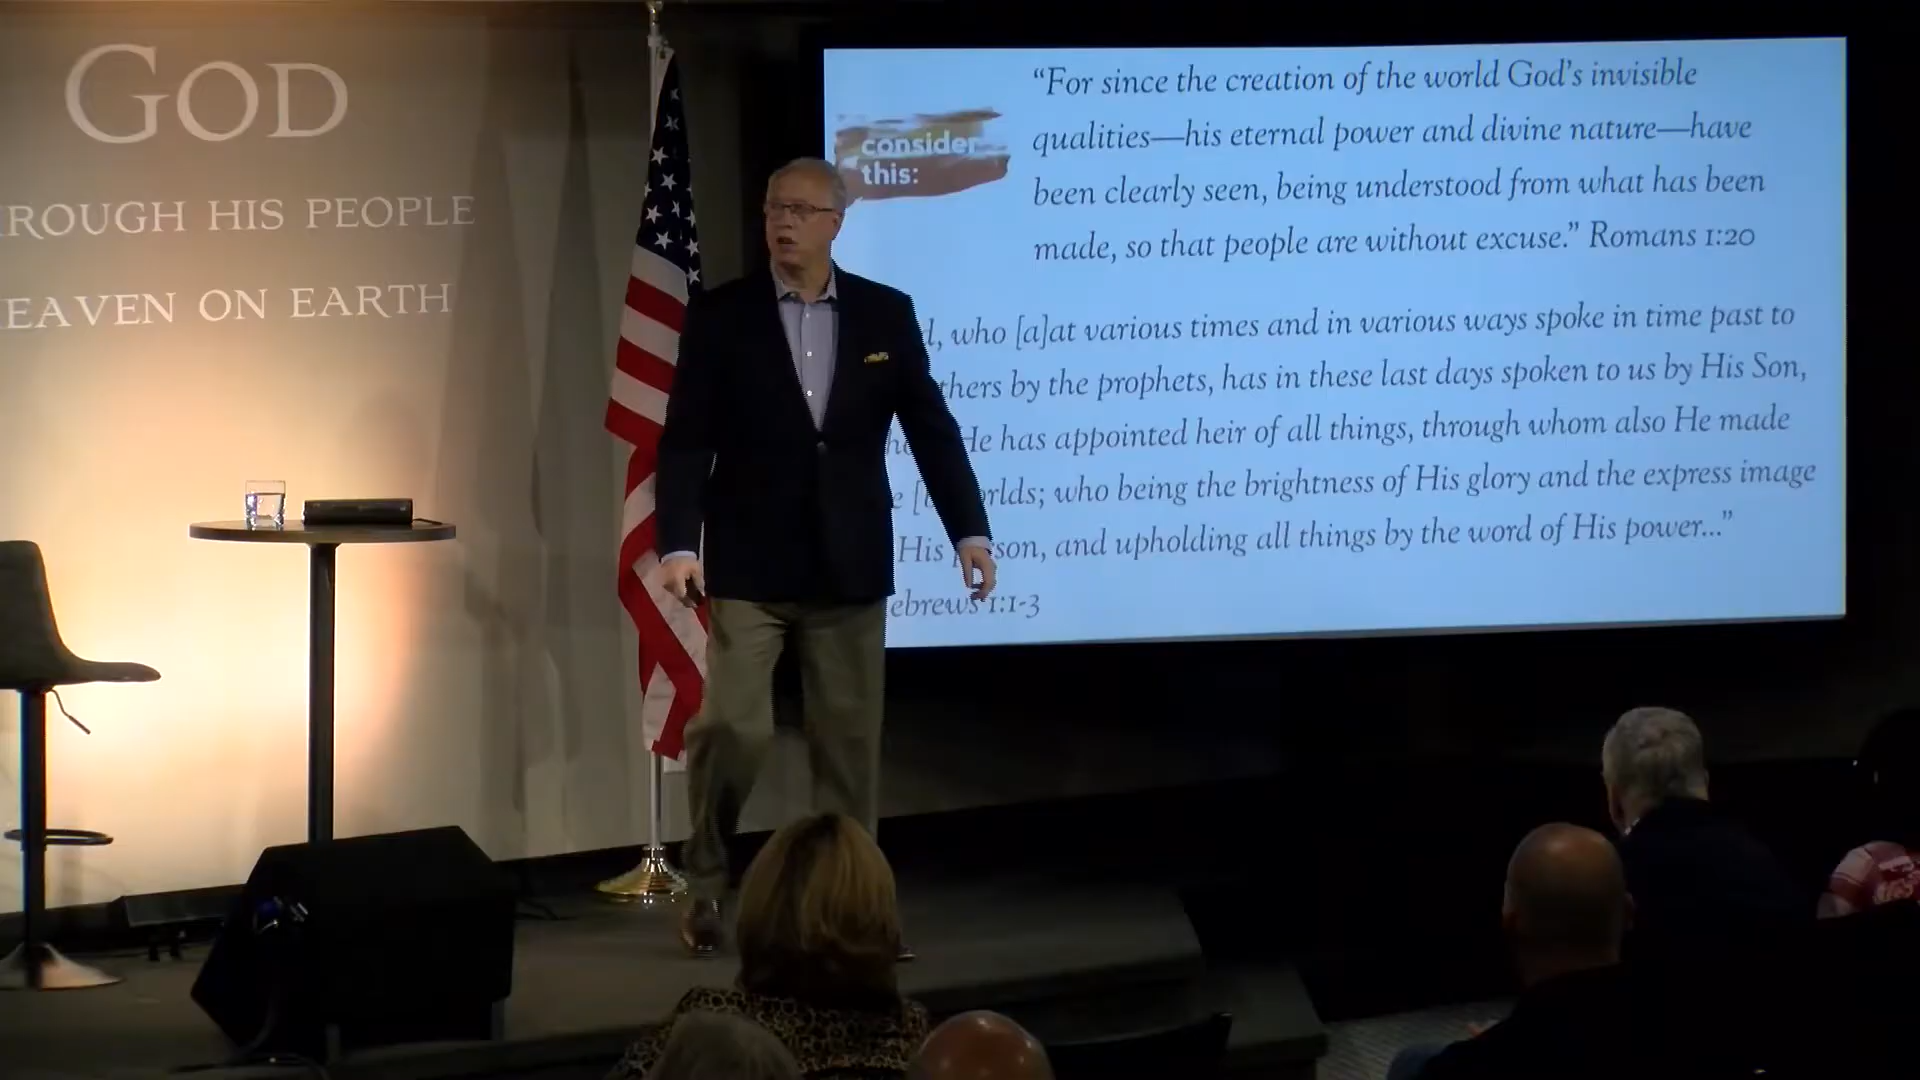 GOD
ROUGH HIS PEOPLE
EAVEN ON EARTH
consider
this:
“For since the creation of the world God’s invisible
qualities—his eternal power and divine nature—have
been clearly seen, being understood from what has been
made, so that people are without excuse.” Romans 1:20
, who [a]at various times and in various ways spoke in time past to
thers by the prophets, has in these last days spoken to us by His Son,
He has appointed heir of all things, through whom also He made
rlds; who being the brightness of His glory and the express image
His son, and upholding all things by the word of His power...”
ebrews 1:1-3